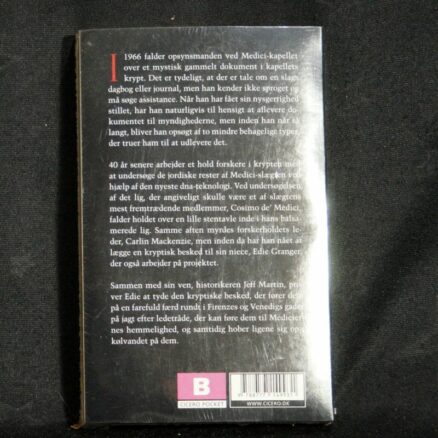 I 1966 falder opsynsmanden ved Medici-kapellet
over et mystisk gammelt dokument i kapellets
krypt. Det er tydeligt, at der er tale om en slags
dagbog eller journal, men han kender ikke sproget og
må søge assistance. Når han har fået sin nysgerrighed
stillet, har han naturligvis til hensigt at aflevere do-
kumentet til myndighederne, men inden han når så
langt, bliver han opsøgt af to mindre behagelige typer,
der truer ham til at udlevere det.
40 år senere arbejder et hold forskere i krypten med
at undersøge de jordiske rester af Medici-slægten ved
hjælp af den nyeste dna-teknologi. Ved undersøgelsen
af det lig, der angiveligt skulle være et af slægtens
mest fremtrædende medlemmer, Cosimo de' Medici,
falder holdet over en lille stentavle inde i hans balsa-
merede lig. Samme aften myrdes forskerholdets le-
der, Carlin Mackenzie, men inden da har han nået at
lægge en kryptisk besked til sin niece, Edie Granger,
der også arbejder på projektet.
Sammen med sin ven, historikeren Jeff Martin, prø-
ver Edie at tyde den kryptiske besked, der fører dem
på en farefuld færd rundt i Firenzes og Venedigs gader
på jagt efter ledetråde, der kan føre dem til Medicier-
nes hemmelighed, og samtidig hober ligene sig op i
kølvandet på dem.
B
CICERO POCKET
WWW.CICERO.DK